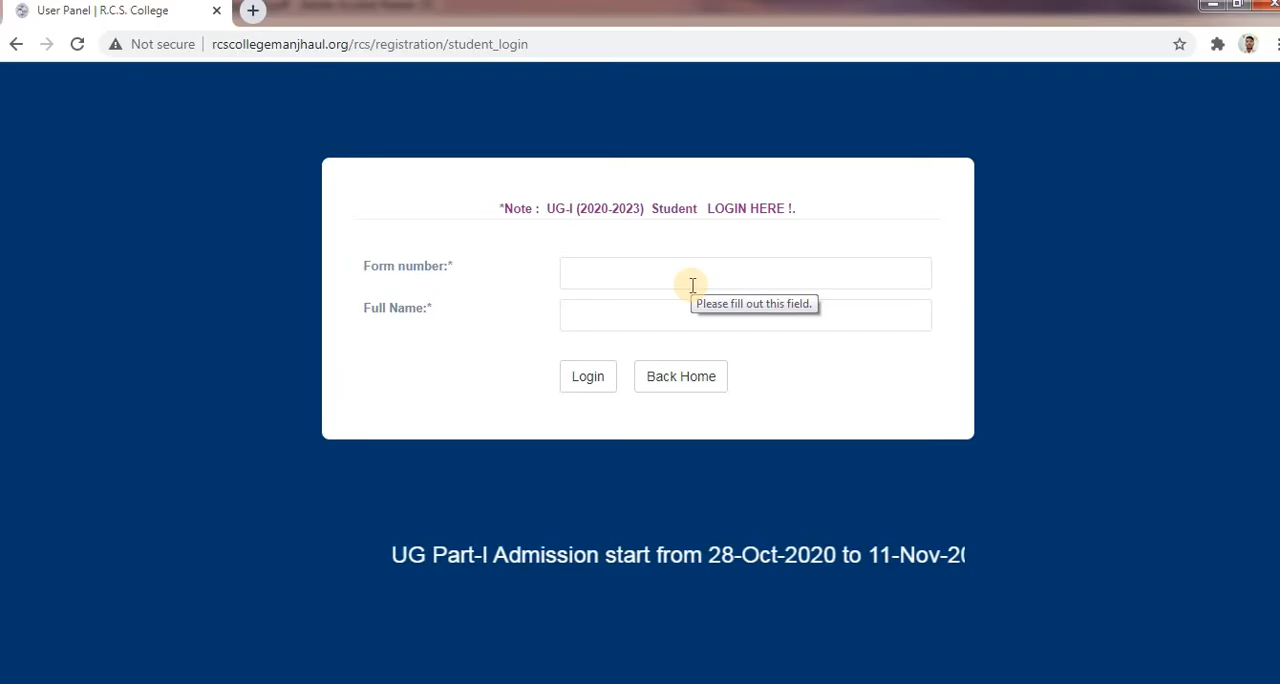 User Panel | R.C.S. College
Not secure
rcscollegemanjhaul.org/rcs/registration/student_login
*Note : UG-I (2020-2023) Student LOGIN HERE !.
Form number:*
Please fill out this field.
Full Name:*
Login
Back Home
UG Part-I Admission start from 28-Oct-2020 to 11-Nov-20